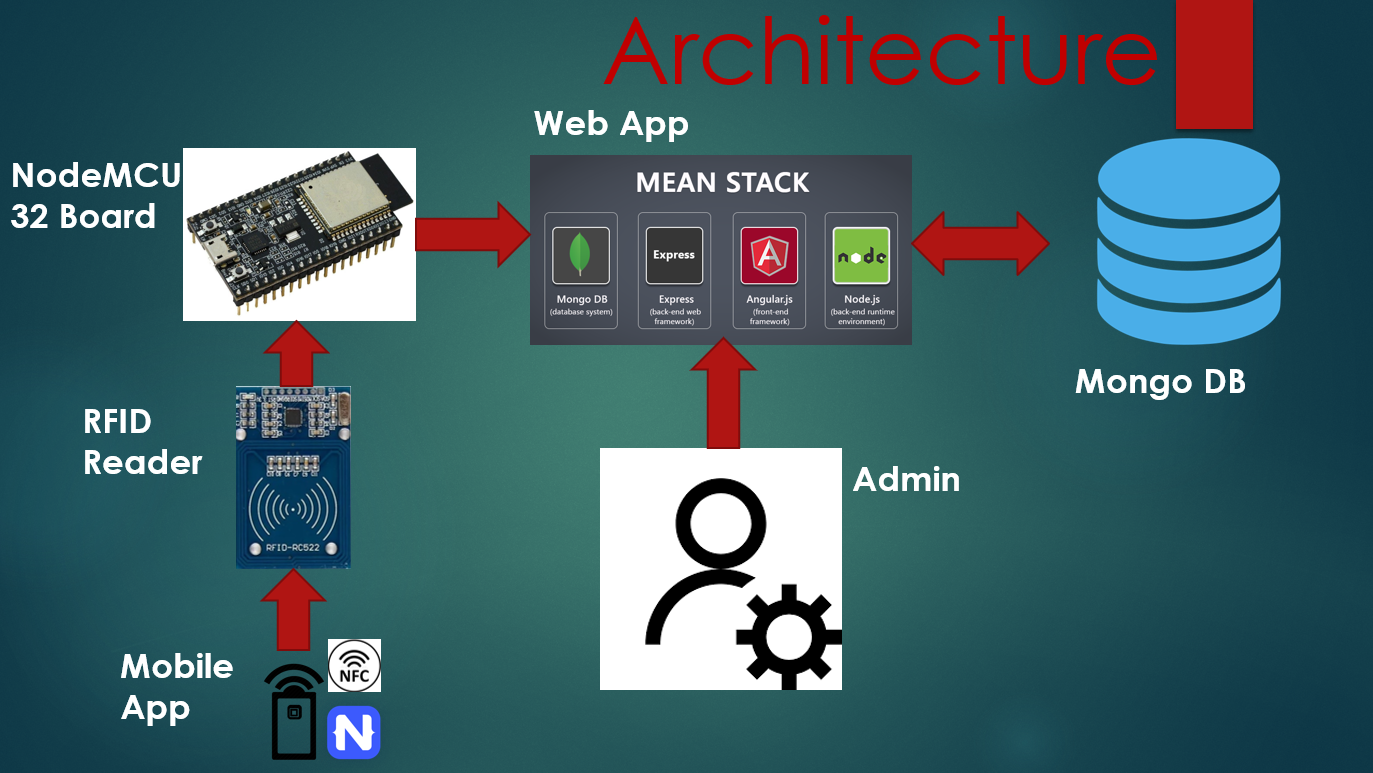 Architecture
Web App
NodeMCU
32 Board
MEAN STACK
Express
Mongo DB
(database system)
Express
(back-end web
framework)
Angular.js
(front-end
framework)
node
Node.js
(back-end runtime
environment)
Mongo DB
RFID
Reader
RFID-RC522
Admin
Mobile
App
NFC
N